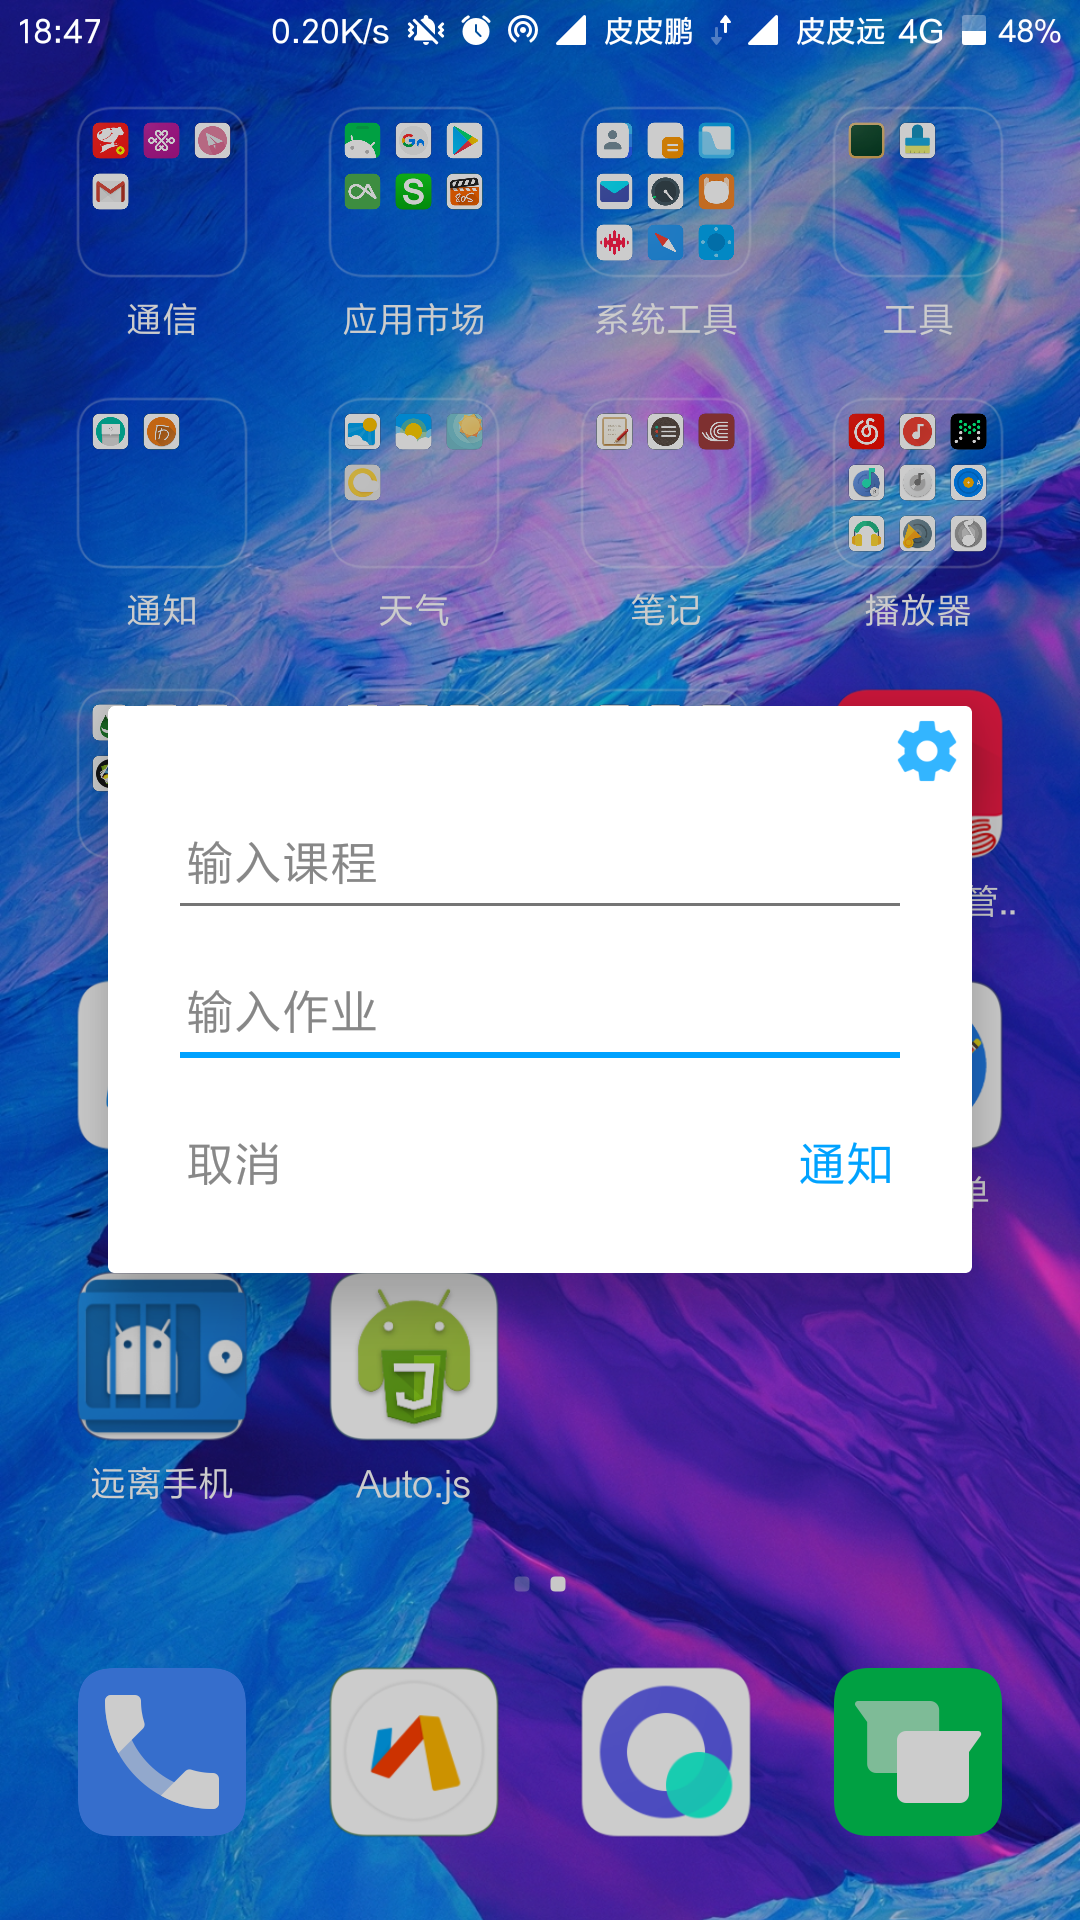 18:47 0.20K/s 皮皮鹏 皮皮远 4G 48%
通信 应用市场 系统工具 工具
通知 天气 笔记 播放器
管..
输入课程
输入作业
取消 通知
单
远离手机 Auto.js